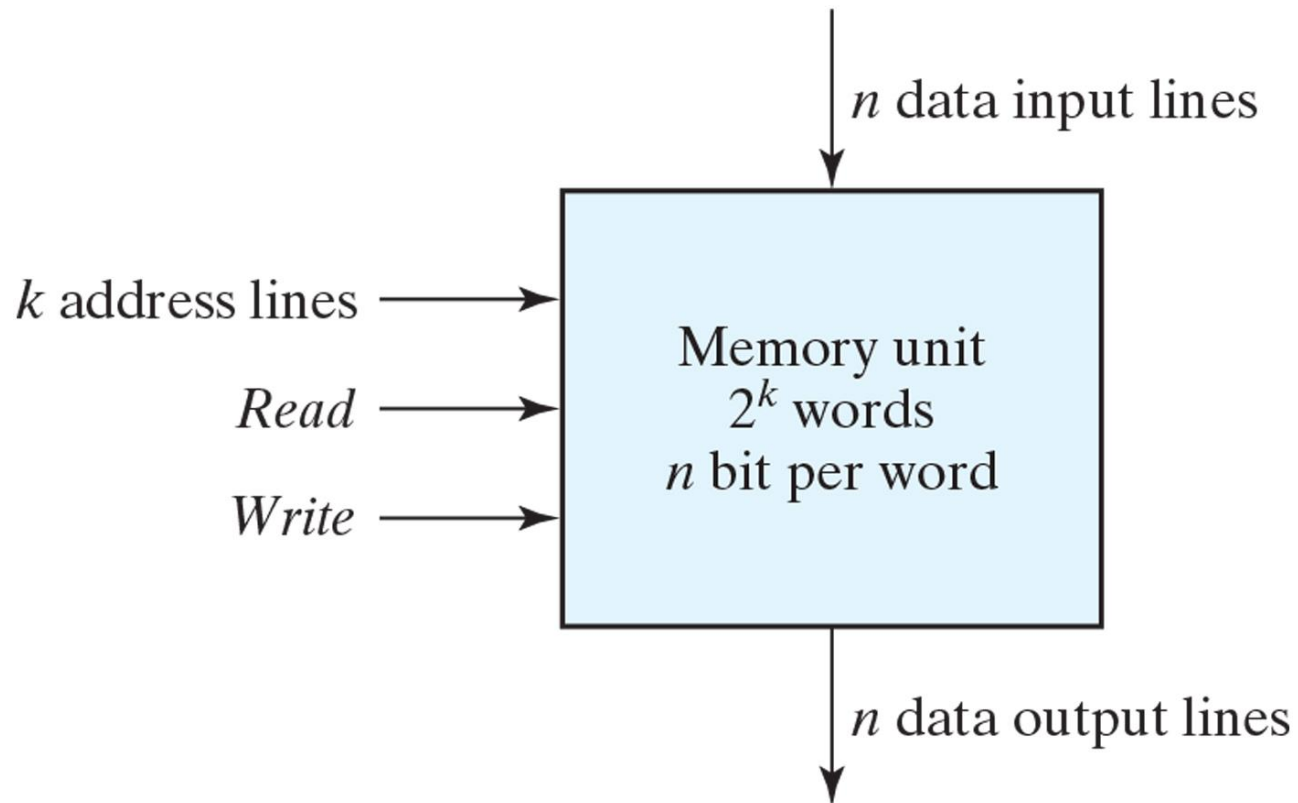 n data input lines
k address lines
Read
Write
Memory unit
2^k words
n bit per word
n data output lines